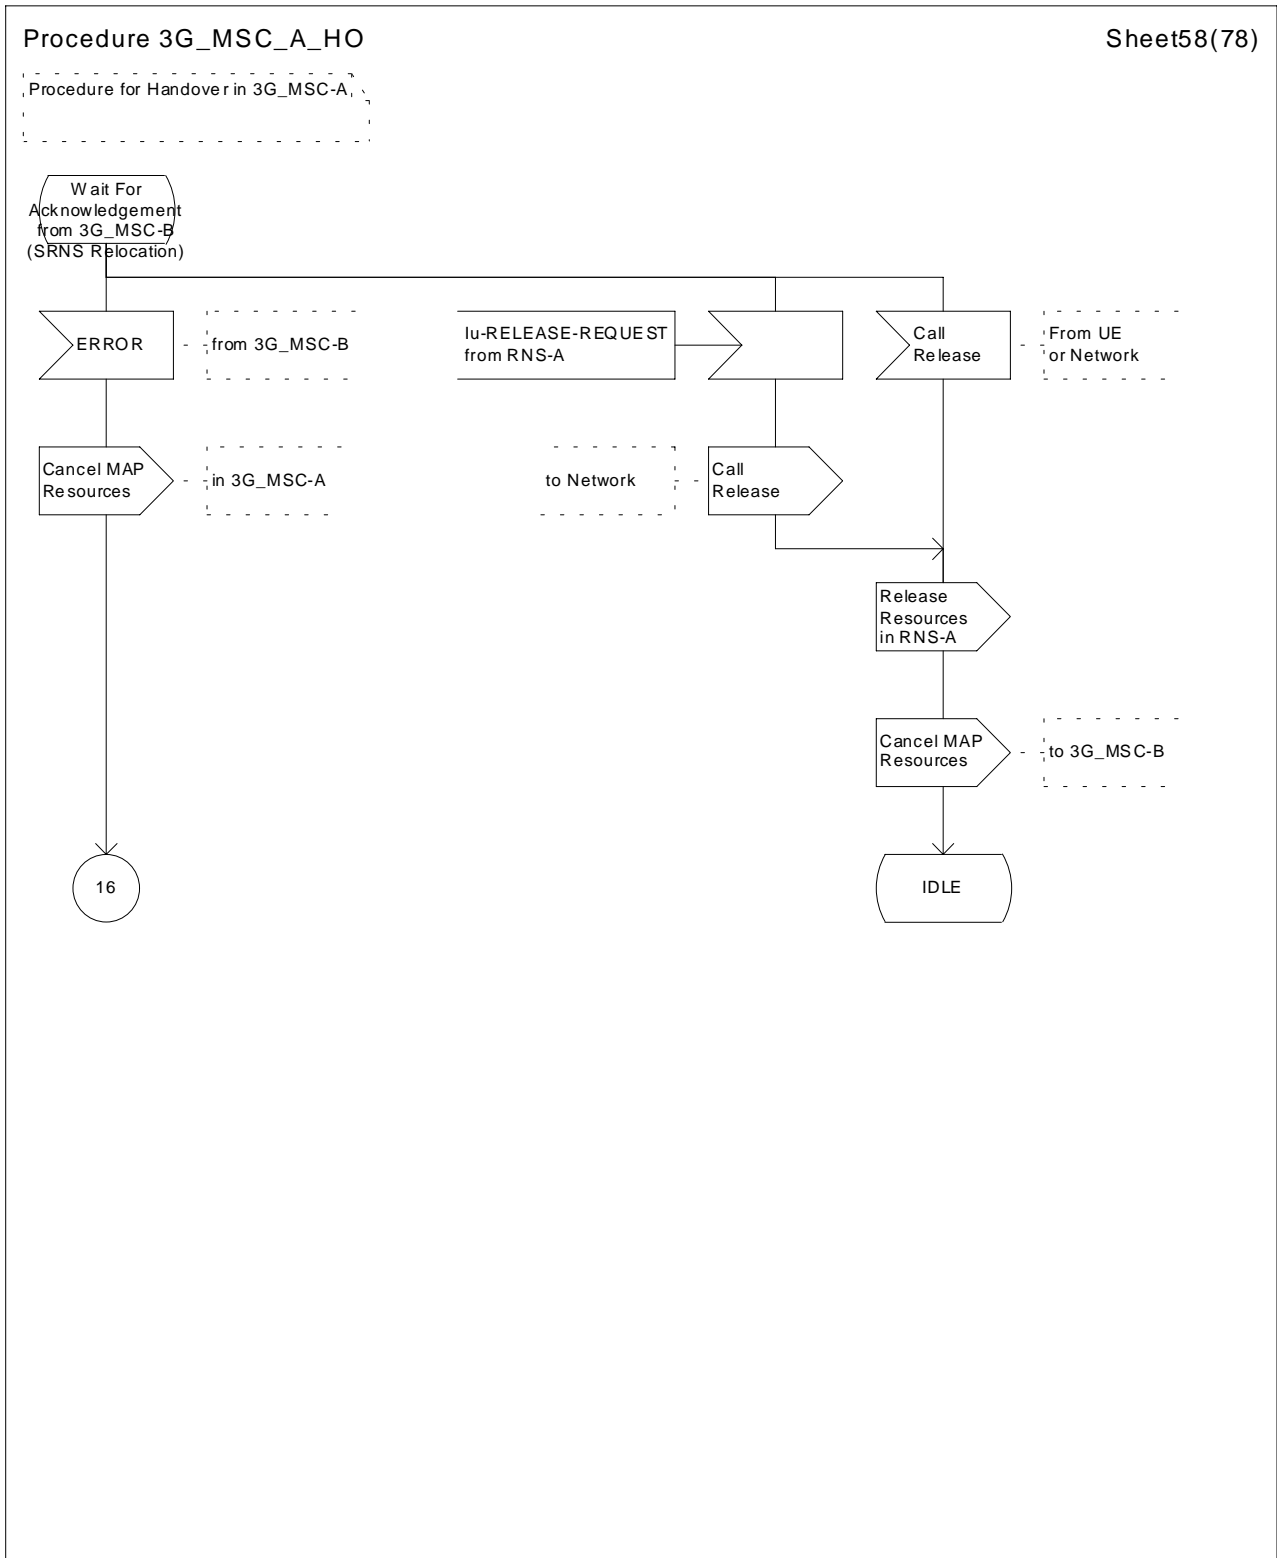 Procedure 3G_MSC_A_HO
Sheet58(78)
Procedure for Handover in 3G_MSC-A
Wait For
Acknowledgement
from 3G_MSC-B
(SRNS Relocation)
ERROR
from 3G_MSC-B
Iu-RELEASE-REQUEST
from RNS-A
Call
Release
From UE
or Network
Cancel MAP
Resources
in 3G_MSC-A
to Network
Call
Release
Release
Resources
in RNS-A
Cancel MAP
Resources
to 3G_MSC-B
16
IDLE